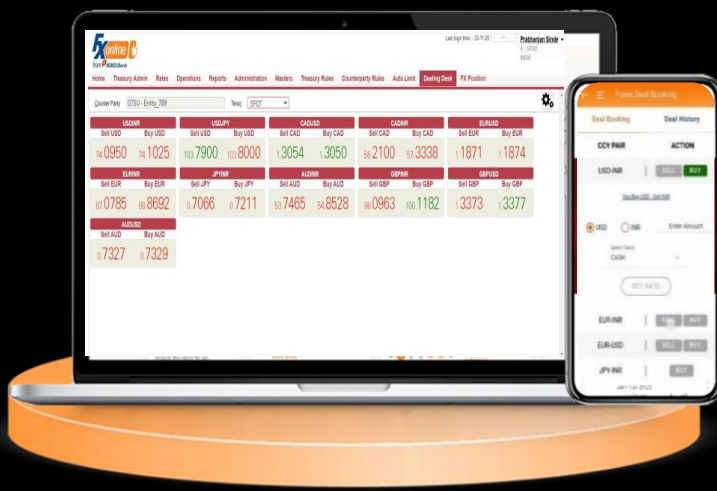 Fx online
from ICICI Bank
Last login time: - 23-11-20
Prabhanjan Sinde
INDIA
Home Treasury Admin Rates Operations Reports Administration Masters Treasury Rules Counterparty Rules Auto Limit Dealing Desk FX Position
Counter Party GTSU - Entity_709 Tenor SPOT
USDINR USDJPY CADUSD CADINR EURUSD
Sell USD Buy USD Sell USD Buy USD Sell CAD Buy CAD Sell CAD Buy CAD Sell EUR Buy EUR
74.0950 74.1025 103.7900 103.8000 1.3054 1.3050 56.2100 57.3338 1.1871 1.1874
EURINR JPYINR AUDINR GBPINR GBPUSD
Sell EUR Buy EUR Sell JPY Buy JPY Sell AUD Buy AUD Sell GBP Buy GBP Sell GBP Buy GBP
87.0785 88.8692 0.7066 0.7211 53.7465 54.8528 98.0963 100.1182 1.3373 1.3377
AUDUSD
Sell AUD Buy AUD
0.7327 0.7329
Forex Deal Booking
Deal Booking Deal History
CCY PAIR ACTION
USD-INR SELL BUY
You Buy USD - Sell INR
USD INR Enter Amount
Select Tenor
CASH
GET RATE
EUR-INR SELL BUY
EUR-USD SELL BUY
JPY-INR BUY